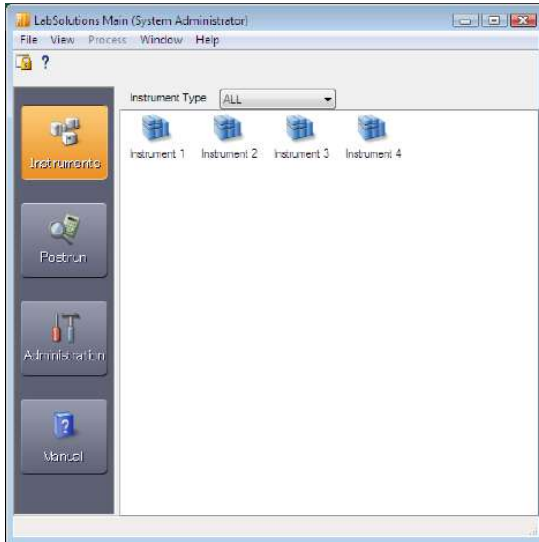 LabSolutions Main (System Administrator)
File View Process Window Help
?
Instrument Type ALL
Instruments
Instrument 1 Instrument 2 Instrument 3 Instrument 4
Postrun
Administration
Manual